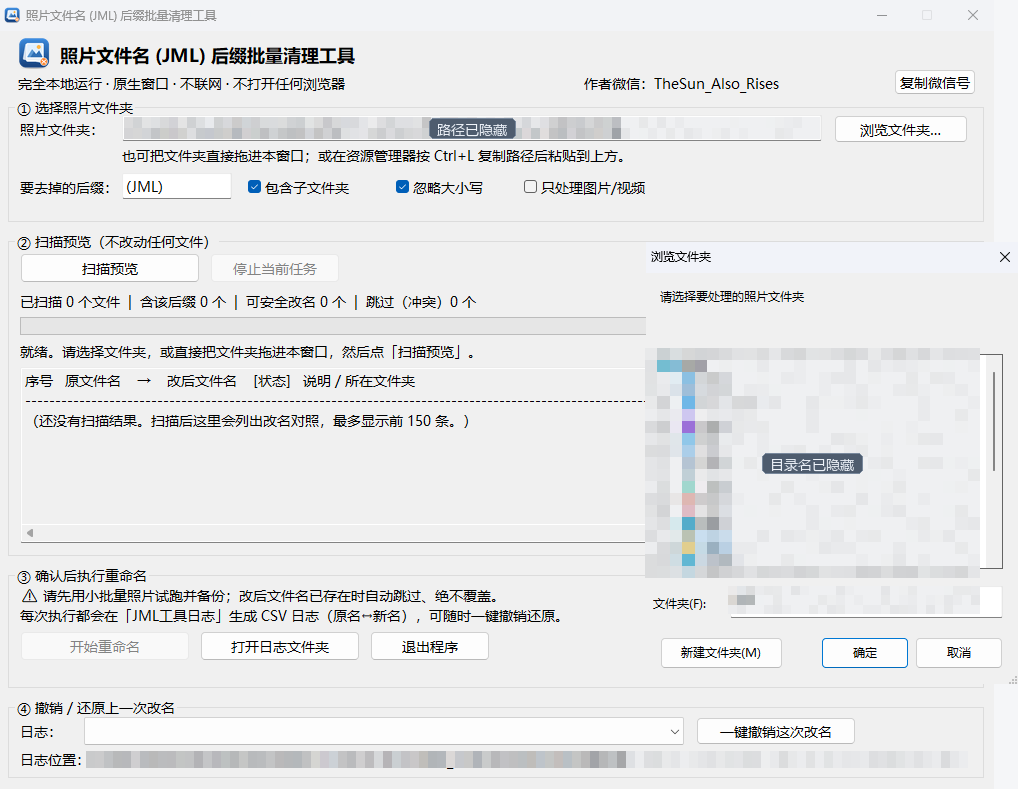 照片文件名 (JML) 后缀批量清理工具
照片文件名 (JML) 后缀批量清理工具
完全本地运行 · 原生窗口 · 不联网 · 不打开任何浏览器
作者微信：TheSun_Also_Rises
复制微信号
① 选择照片文件夹
照片文件夹：
路径已隐藏
浏览文件夹...
也可把文件夹直接拖进本窗口；或在资源管理器按 Ctrl+L 复制路径后粘贴到上方。
要去掉的后缀：
(JML)
包含子文件夹
忽略大小写
只处理图片/视频
② 扫描预览（不改动任何文件）
扫描预览
停止当前任务
已扫描 0 个文件 | 含该后缀 0 个 | 可安全改名 0 个 | 跳过（冲突）0 个
就绪。请选择文件夹，或直接把文件夹拖进本窗口，然后点「扫描预览」。
序号 原文件名 → 改后文件名 [状态] 说明 / 所在文件夹
（还没有扫描结果。扫描后这里会列出改名对照，最多显示前 150 条。）
浏览文件夹
请选择要处理的照片文件夹
目录名已隐藏
文件夹(F):
新建文件夹(M)
确定
取消
③ 确认后执行重命名
⚠ 请先用小批量照片试跑并备份；改后文件名已存在时自动跳过、绝不覆盖。
每次执行都会在「JML工具日志」生成 CSV 日志（原名↔新名），可随时一键撤销还原。
开始重命名
打开日志文件夹
退出程序
④ 撤销 / 还原上一次改名
日志：
一键撤销这次改名
日志位置：